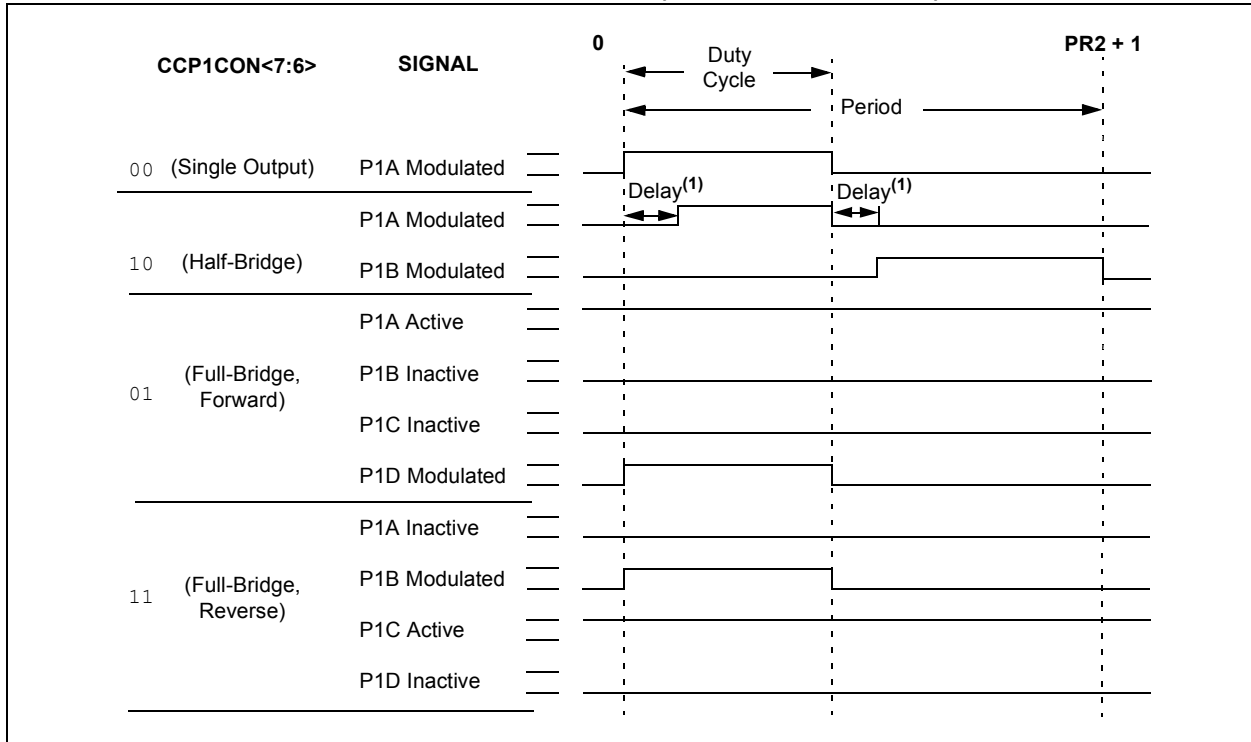 0
PR2 + 1
CCP1CON<7:6>
SIGNAL
Duty
Cycle
Period
00
(Single Output)
P1A Modulated
Delay(1)
Delay(1)
P1A Modulated
10
(Half-Bridge)
P1B Modulated
P1A Active
01
(Full-Bridge,
Forward)
P1B Inactive
P1C Inactive
P1D Modulated
P1A Inactive
11
(Full-Bridge,
Reverse)
P1B Modulated
P1C Active
P1D Inactive